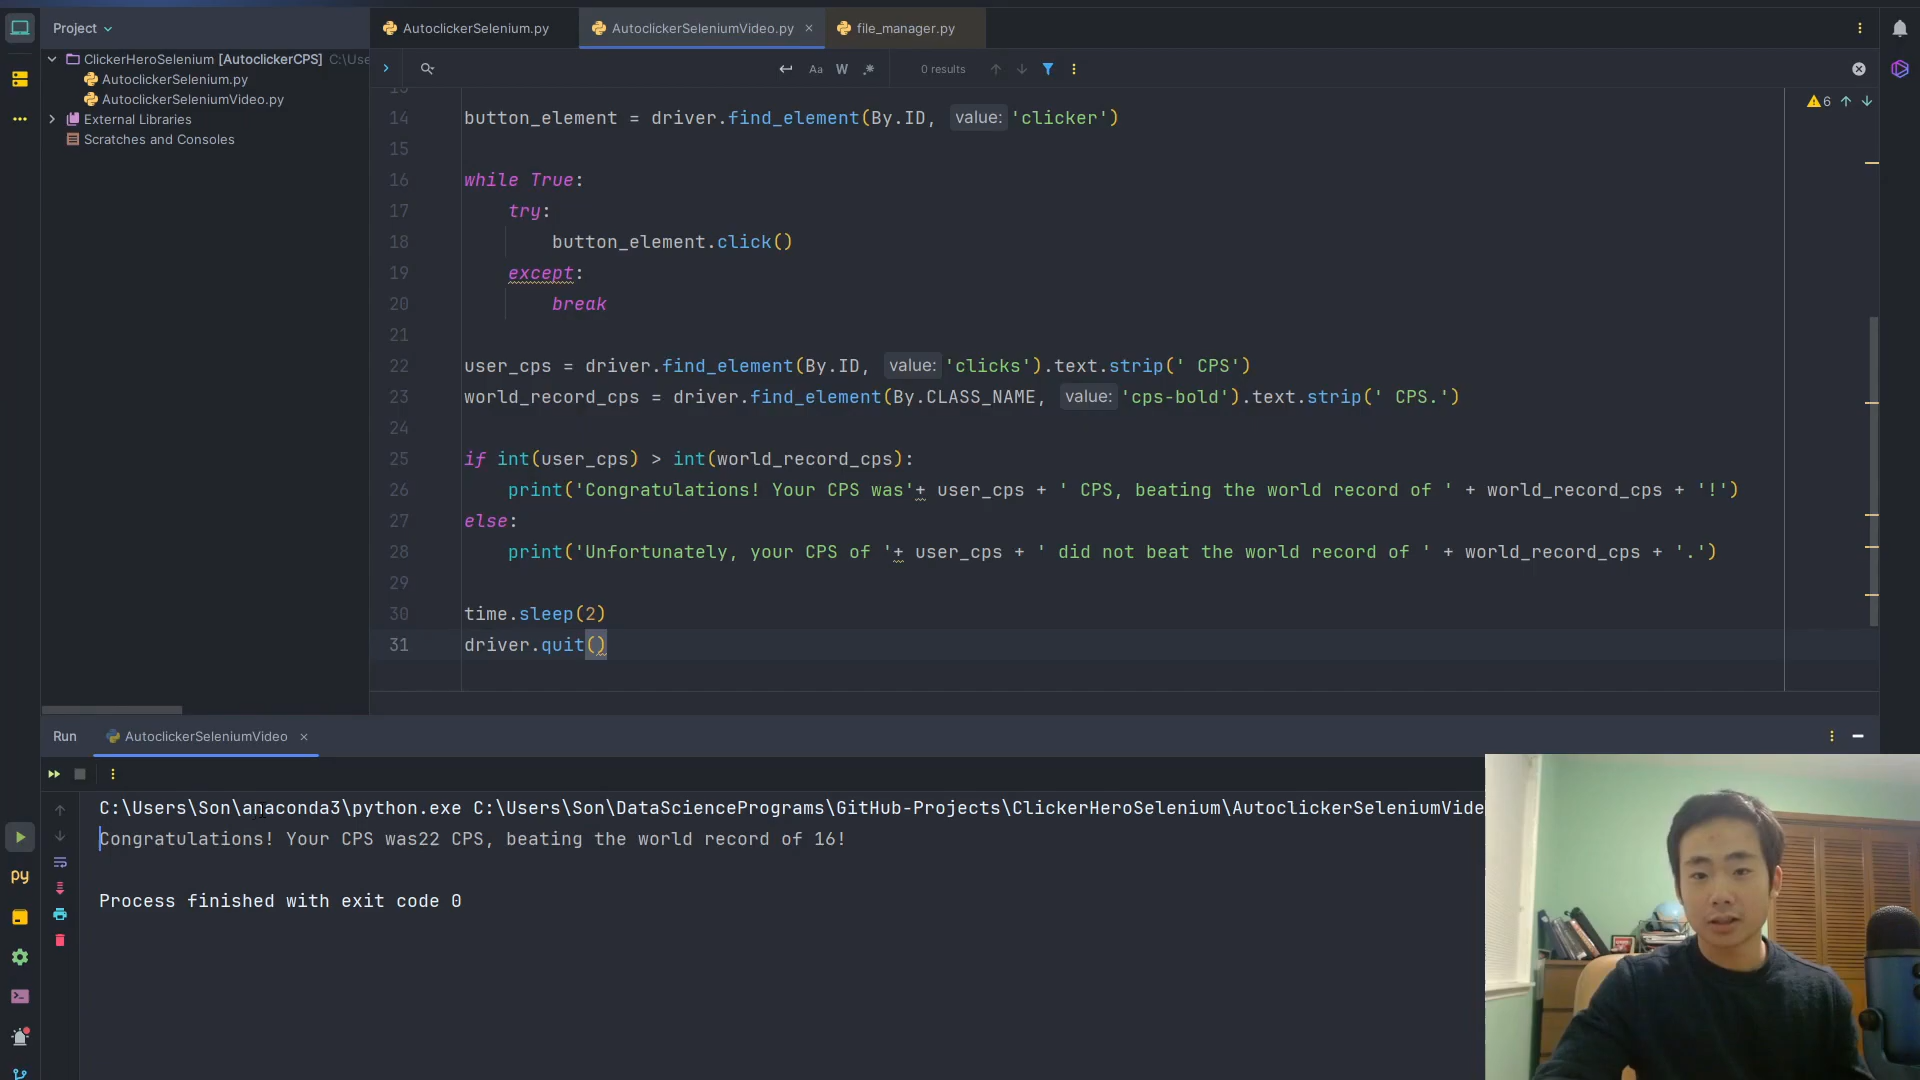 Project
AutoclickerSelenium.py
AutoclickerSeleniumVideo.py
file_manager.py
ClickerHeroSelenium [AutoclickerCPS] C:\Use
AutoclickerSelenium.py
AutoclickerSeleniumVideo.py
External Libraries
Scratches and Consoles
Aa
W
.*
0 results
6
14 button_element = driver.find_element(By.ID, value: 'clicker')
15
16 while True:
17 try:
18 button_element.click()
19 except:
20 break
21
22 user_cps = driver.find_element(By.ID, value: 'clicks').text.strip(' CPS')
23 world_record_cps = driver.find_element(By.CLASS_NAME, value: 'cps-bold').text.strip(' CPS.')
24
25 if int(user_cps) > int(world_record_cps):
26 print('Congratulations! Your CPS was'+ user_cps + ' CPS, beating the world record of ' + world_record_cps + '!')
27 else:
28 print('Unfortunately, your CPS of '+ user_cps + ' did not beat the world record of ' + world_record_cps + '.')
29
30 time.sleep(2)
31 driver.quit()
Run
AutoclickerSeleniumVideo
C:\Users\Son\anaconda3\python.exe C:\Users\Son\DataSciencePrograms\GitHub-Projects\ClickerHeroSelenium\AutoclickerSeleniumVide
Congratulations! Your CPS was22 CPS, beating the world record of 16!
Process finished with exit code 0
py